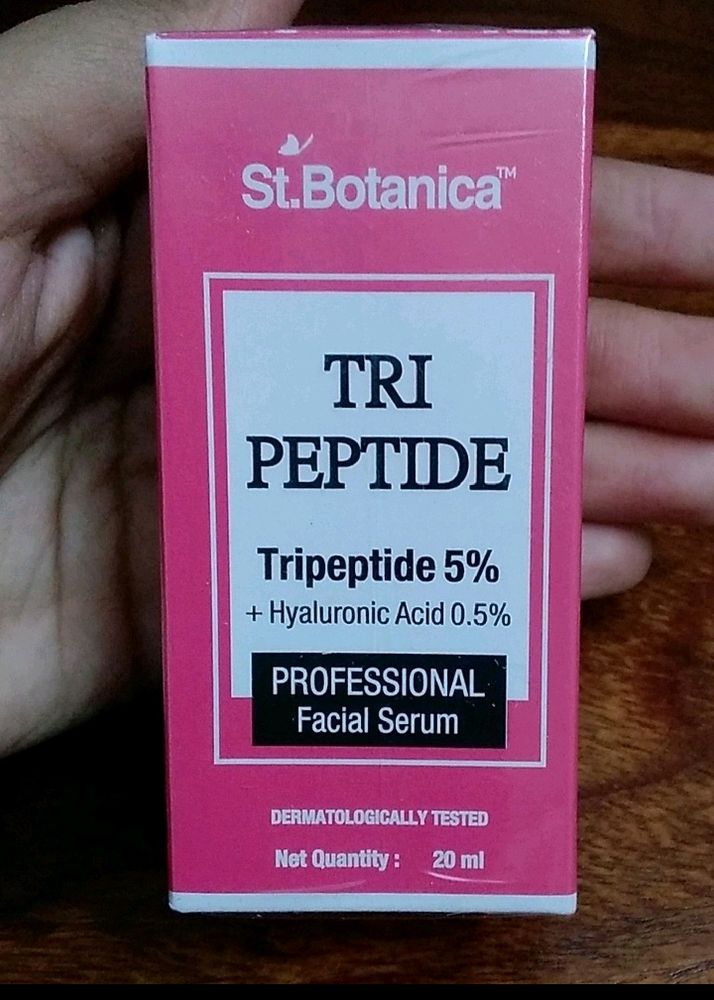 St.Botanica™
TRI
PEPTIDE
Tripeptide 5%
+ Hyaluronic Acid 0.5%
PROFESSIONAL
Facial Serum
DERMATOLOGICALLY TESTED
Net Quantity : 20 ml